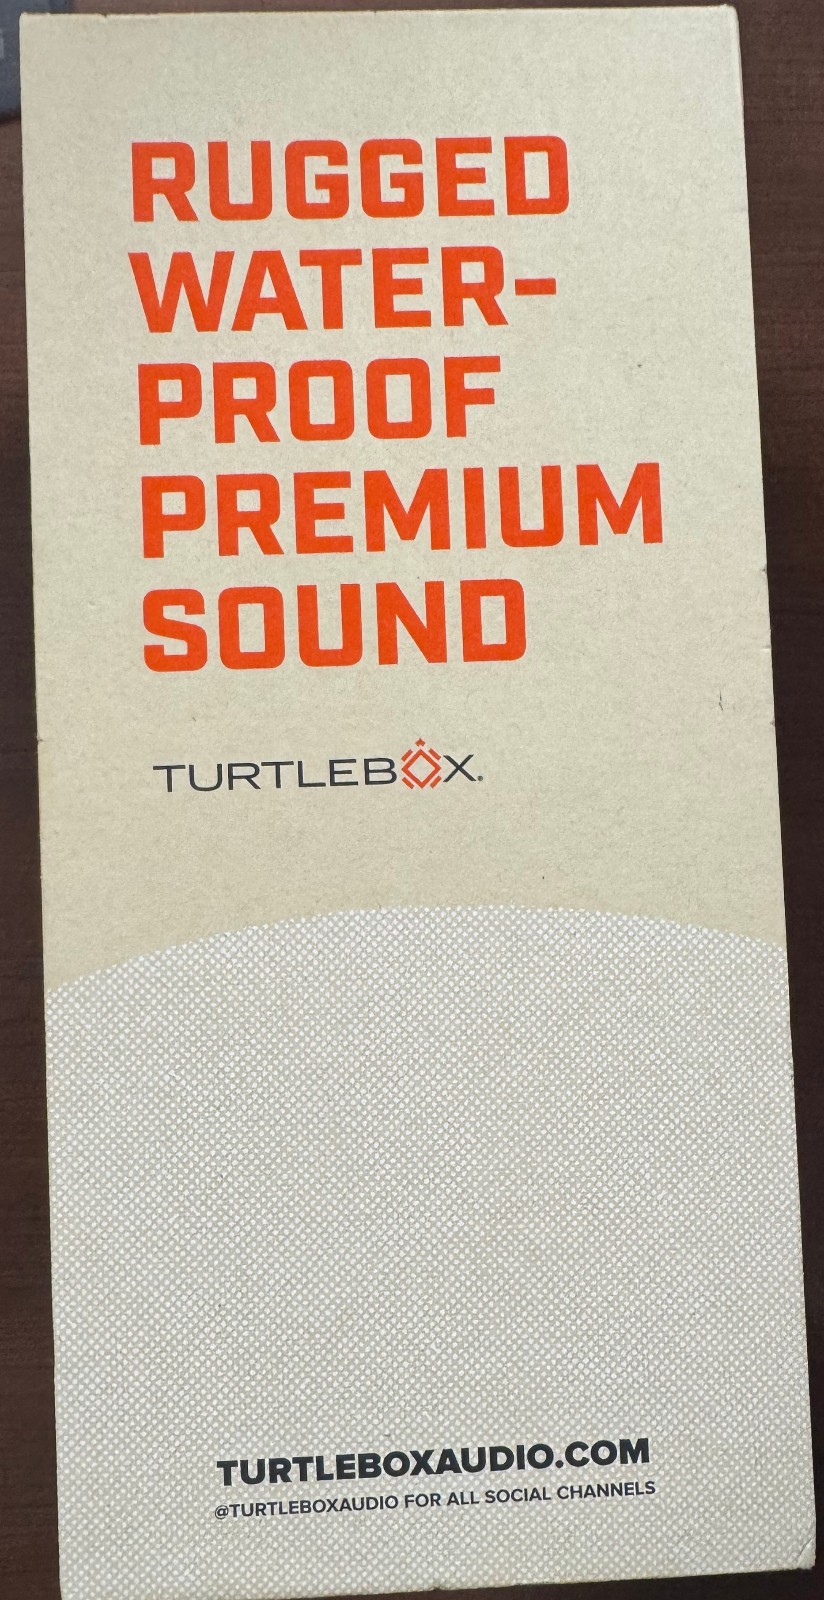 RUGGED
WATER-
PROOF
PREMIUM
SOUND
TURTLEBOX®
TURTLEBOXAUDIO.COM
@TURTLEBOXAUDIO FOR ALL SOCIAL CHANNELS